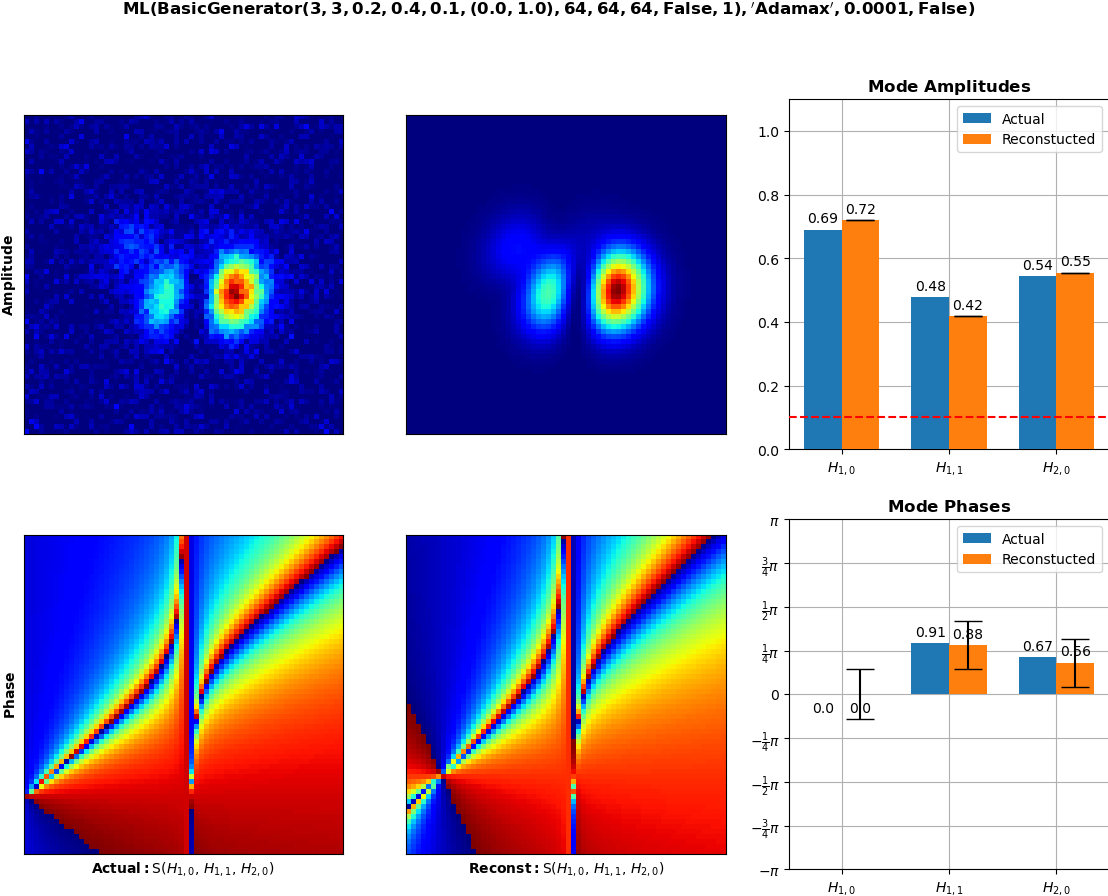 ML(BasicGenerator(3, 3, 0.2, 0.4, 0.1, (0.0, 1.0), 64, 64, 64, False, 1), ′Adamax′, 0.0001, False)
Amplitude
Mode Amplitudes
Actual
Reconstucted
1.0
0.8
0.6
0.4
0.2
0.0
0.69
0.72
0.48
0.42
0.54
0.55
H1,0
H1,1
H2,0
Phase
Actual: S(H1,0, H1,1, H2,0)
Reconst: S(H1,0, H1,1, H2,0)
Mode Phases
Actual
Reconstucted
π
3/4π
1/2π
1/4π
0
−1/4π
−1/2π
−3/4π
−π
0.0
0.0
0.91
0.88
0.67
0.56
H1,0
H1,1
H2,0